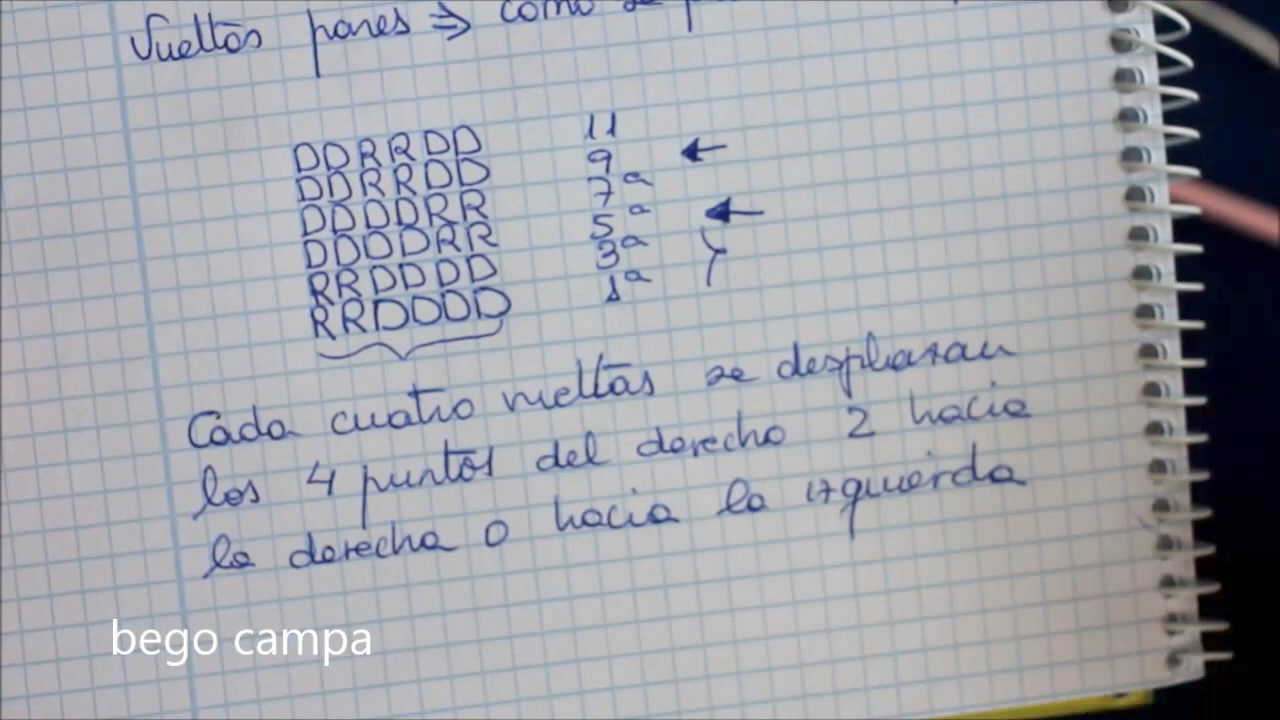 Vueltas pares ⇒ como se
DDRRDD 11
DDRRDD 9 ←
DDDDRR 7ª
DDDDRR 5ª ←
RRDDDD 3ª }
RRDDDD 1ª
Cada cuatro vueltas se desplazan
los 4 puntos del derecho 2 hacia
la derecha o hacia la izquierda
bego campa